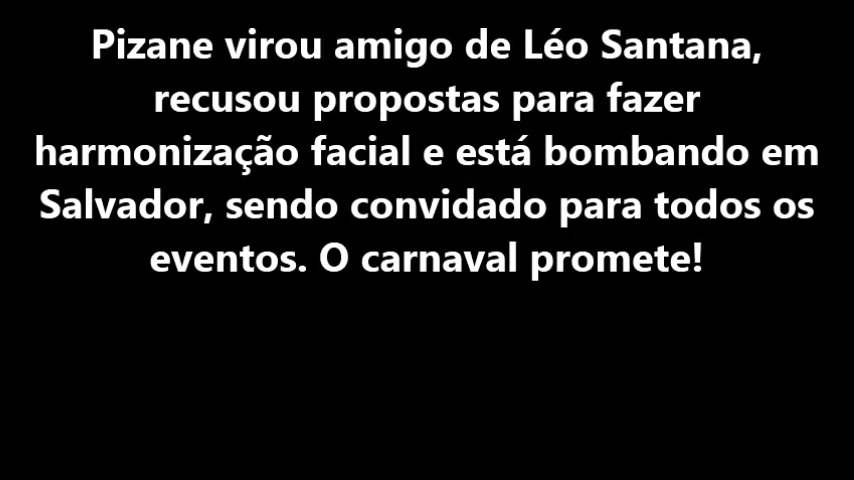 Pizane virou amigo de Léo Santana,
recusou propostas para fazer
harmonização facial e está bombando em
Salvador, sendo convidado para todos os
eventos. O carnaval promete!